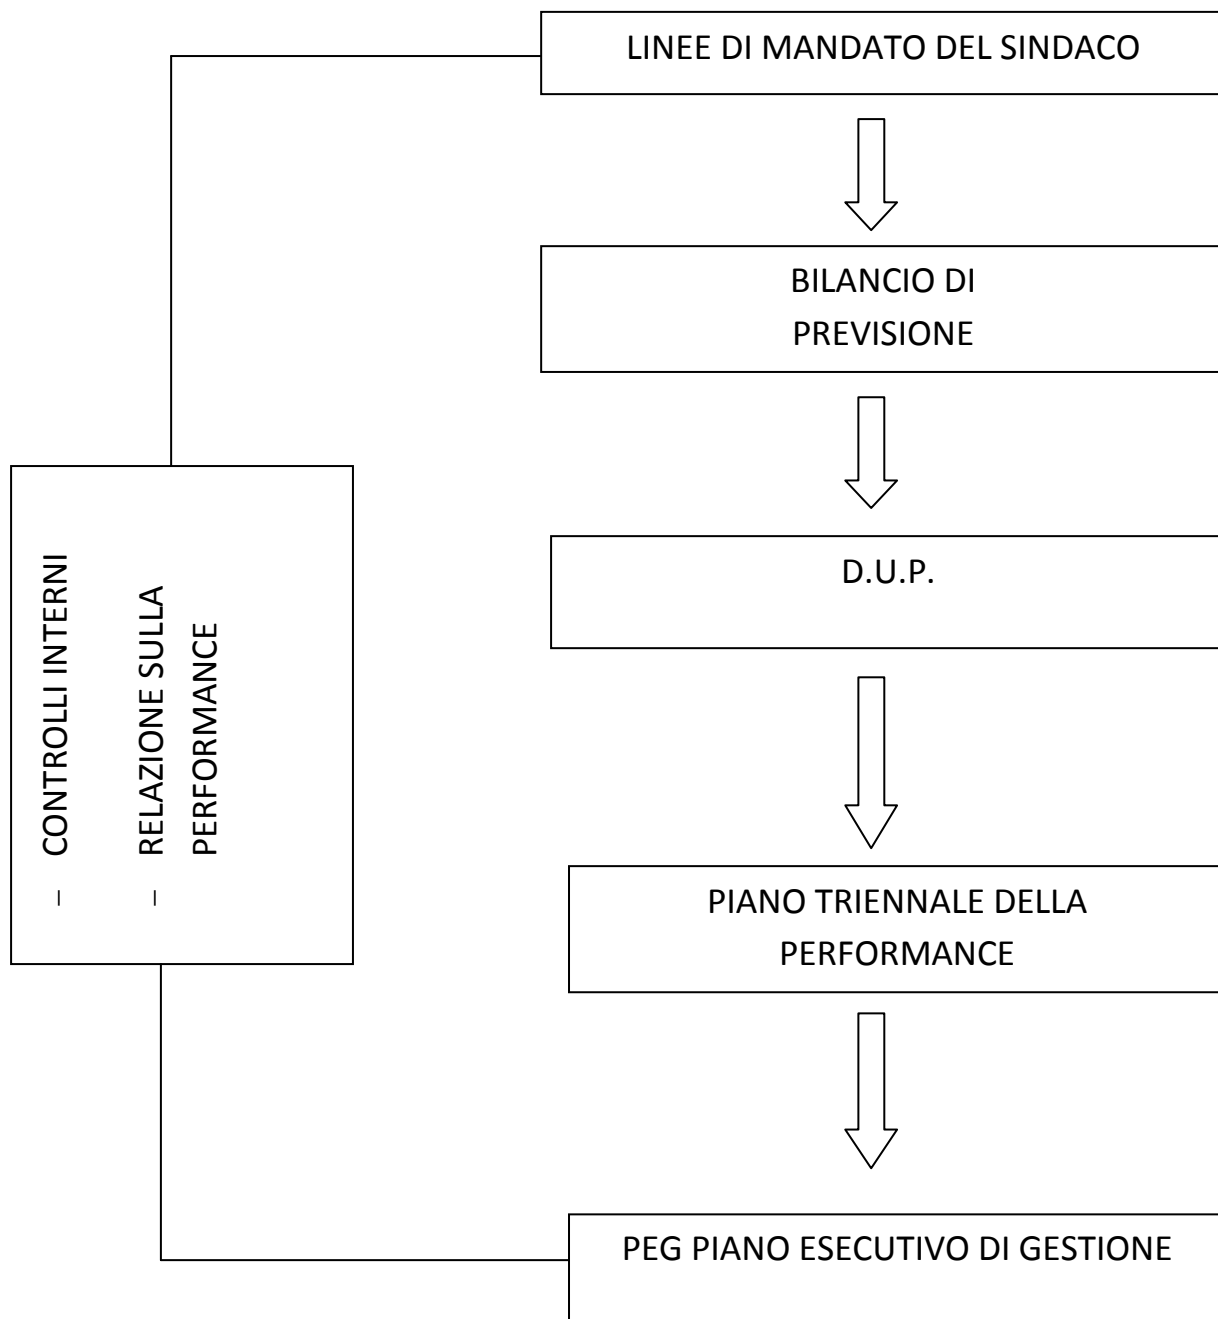 LINEE DI MANDATO DEL SINDACO
BILANCIO DI
PREVISIONE
D.U.P.
– CONTROLLI INTERNI
– RELAZIONE SULLA
PERFORMANCE
PIANO TRIENNALE DELLA
PERFORMANCE
PEG PIANO ESECUTIVO DI GESTIONE